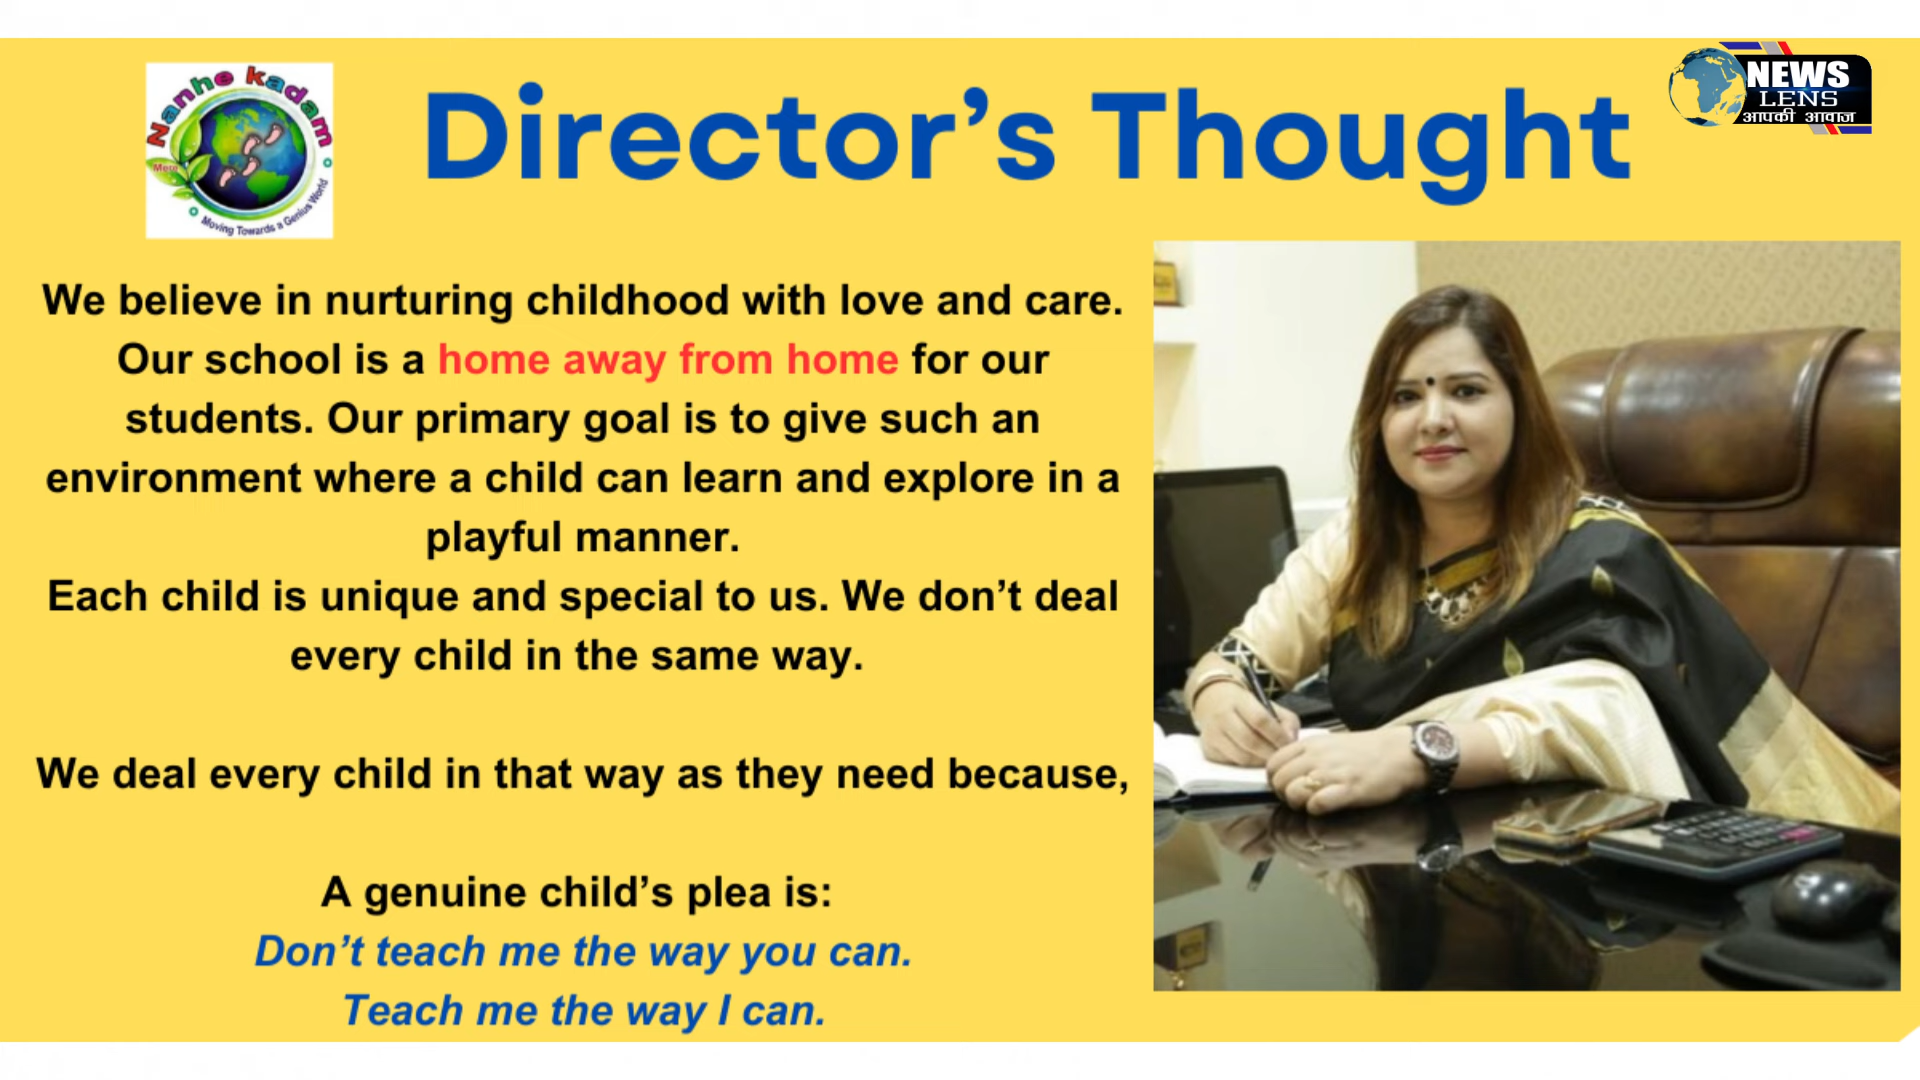 Nanhe kadam
Mere
Moving Towards a Genius World
Director’s Thought
NEWS
LENS
आपकी आवाज
We believe in nurturing childhood with love and care.
Our school is a home away from home for our
students. Our primary goal is to give such an
environment where a child can learn and explore in a
playful manner.
Each child is unique and special to us. We don’t deal
every child in the same way.
We deal every child in that way as they need because,
A genuine child’s plea is:
Don’t teach me the way you can.
Teach me the way I can.